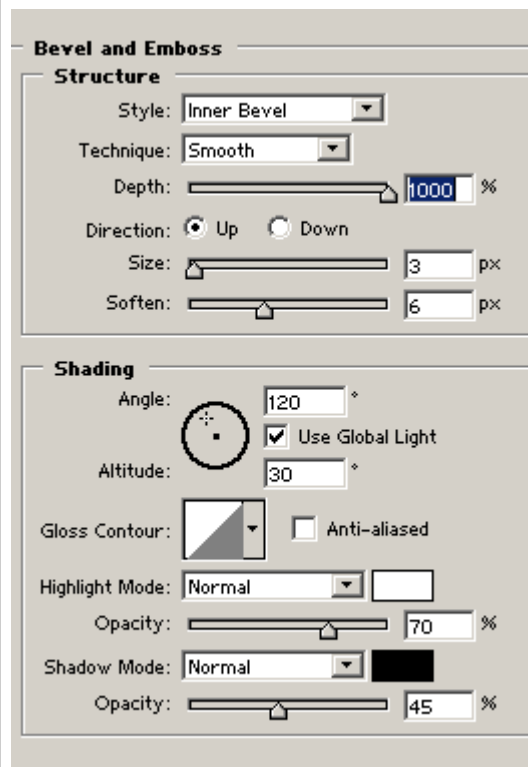 Bevel and Emboss
Structure
Style: Inner Bevel
Technique: Smooth
Depth: 1000 %
Direction: Up Down
Size: 3 px
Soften: 6 px
Shading
Angle: 120 °
Use Global Light
Altitude: 30 °
Gloss Contour: Anti-aliased
Highlight Mode: Normal
Opacity: 70 %
Shadow Mode: Normal
Opacity: 45 %